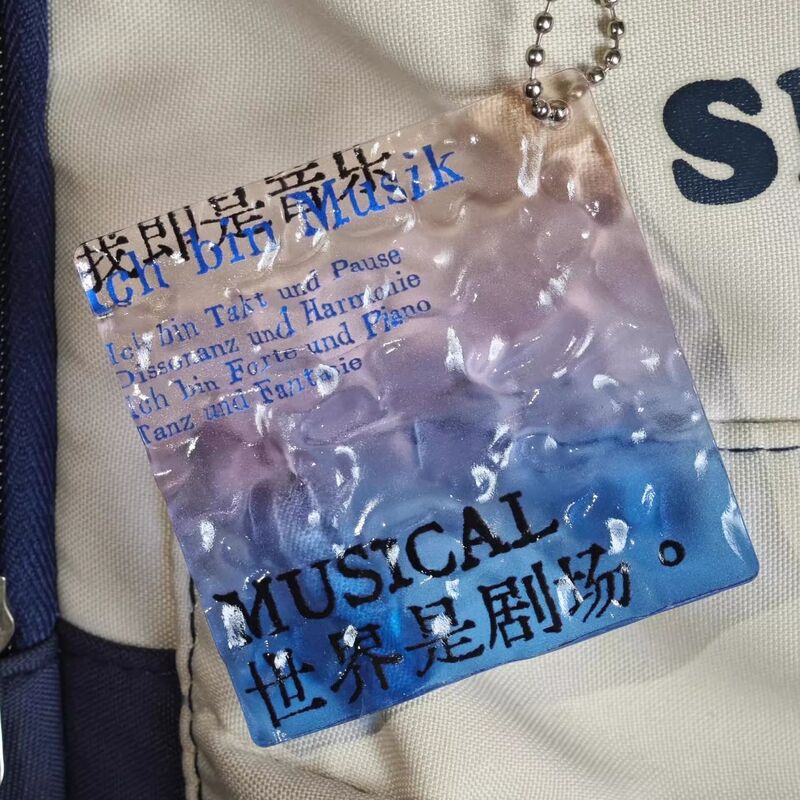 我即是音乐
Ich bin Musik
Ich bin Takt und Pause
Dissonanz und Harmonie
Ich bin Forte und Piano
Tanz und Fantasie
MUSICAL
世界是剧场。
S